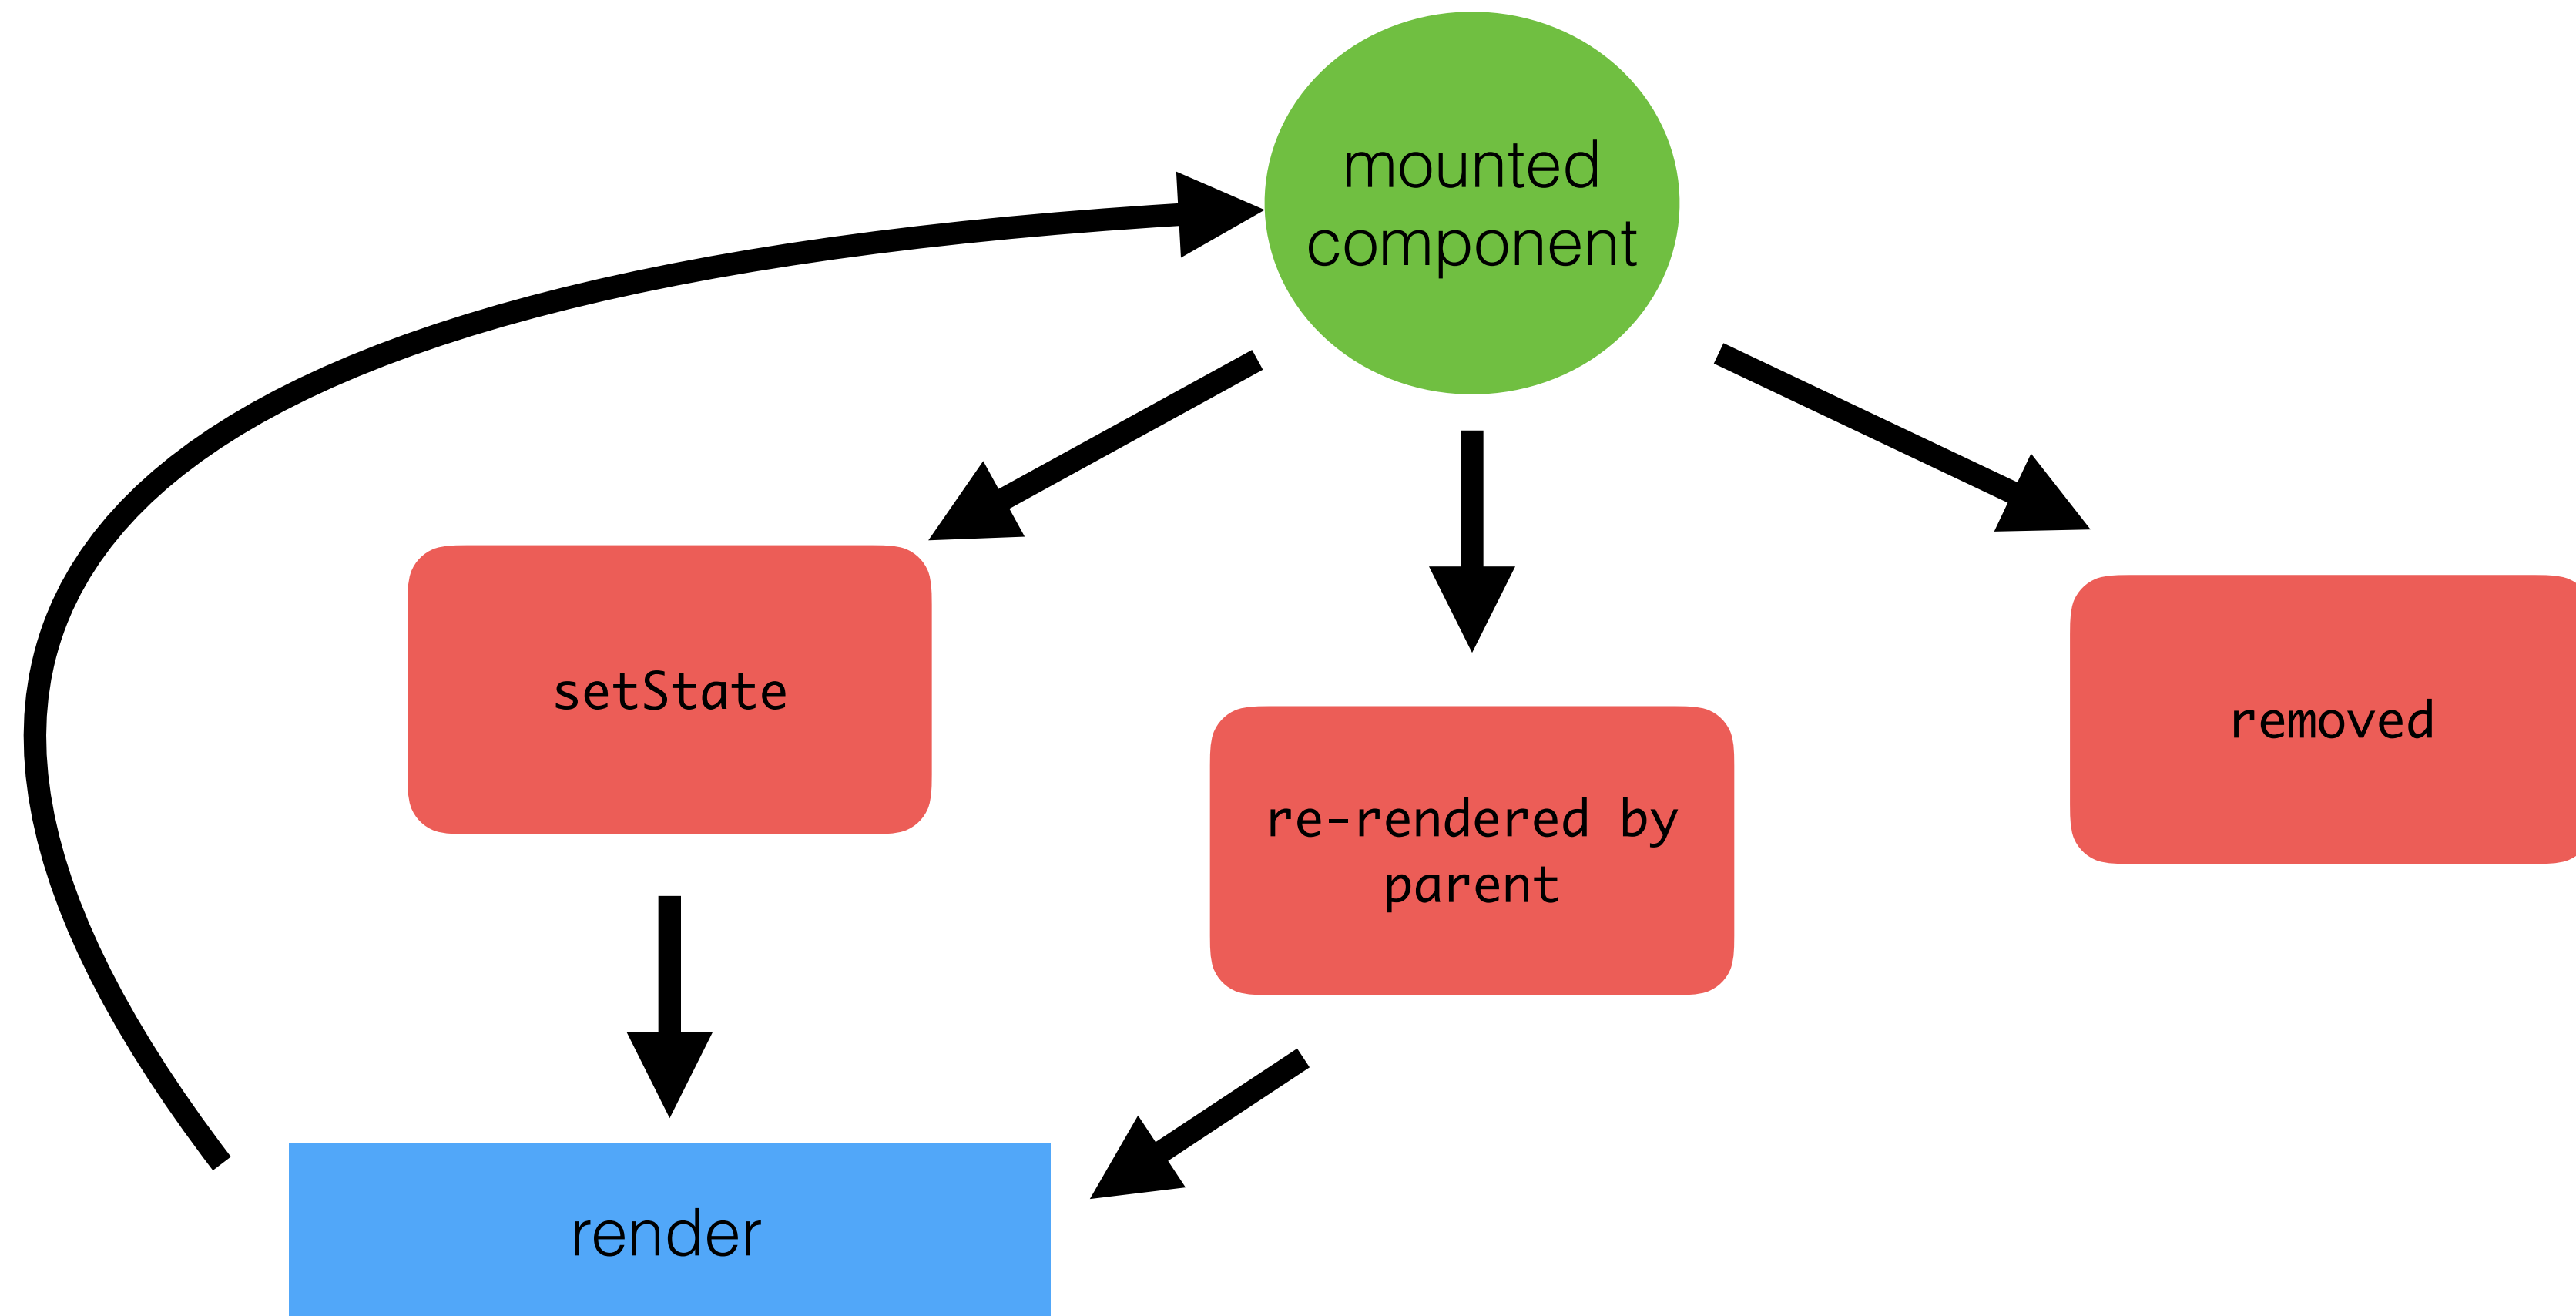 mounted
component
setState
removed
re-rendered by
parent
render